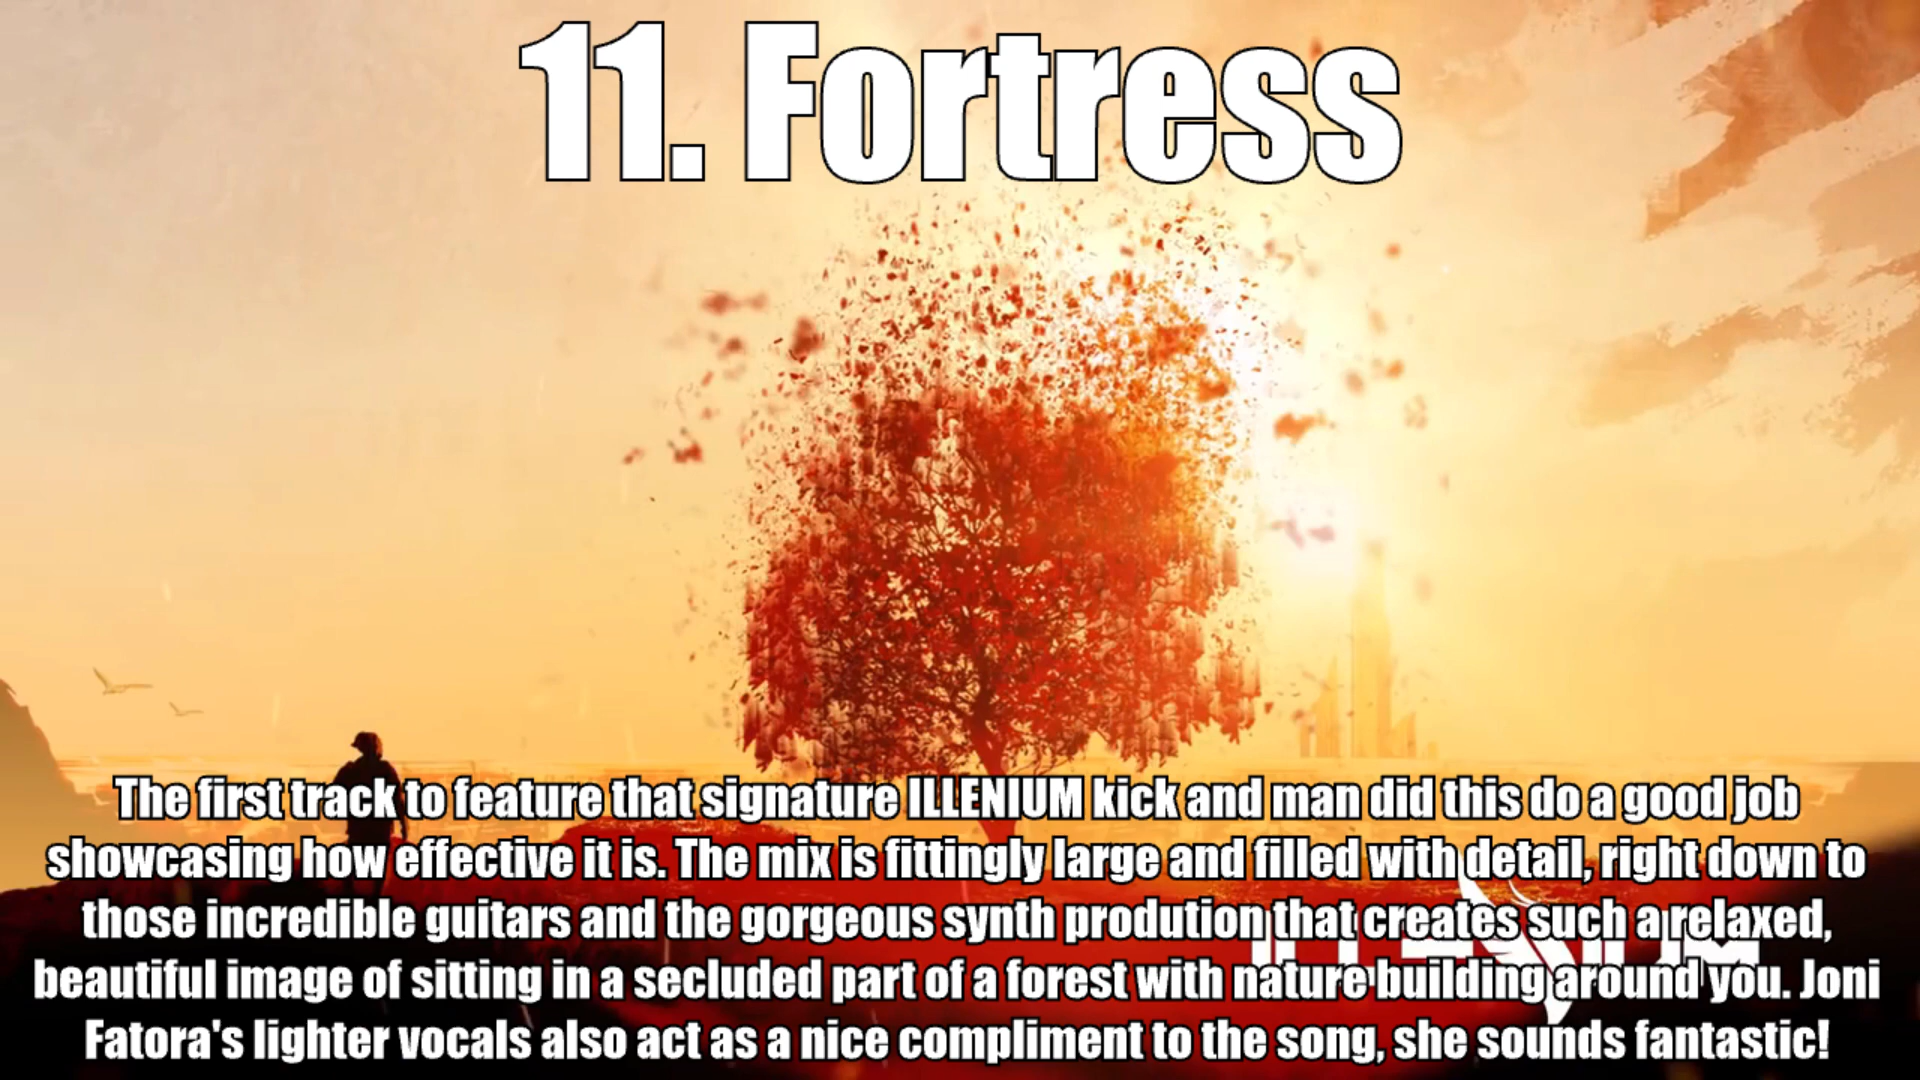 11. Fortress
The first track to feature that signature ILLENIUM kick and man did this do a good job
showcasing how effective it is. The mix is fittingly large and filled with detail, right down to
those incredible guitars and the gorgeous synth prodution that creates such a relaxed,
beautiful image of sitting in a secluded part of a forest with nature building around you. Joni
Fatora's lighter vocals also act as a nice compliment to the song, she sounds fantastic!
ILLENIUM